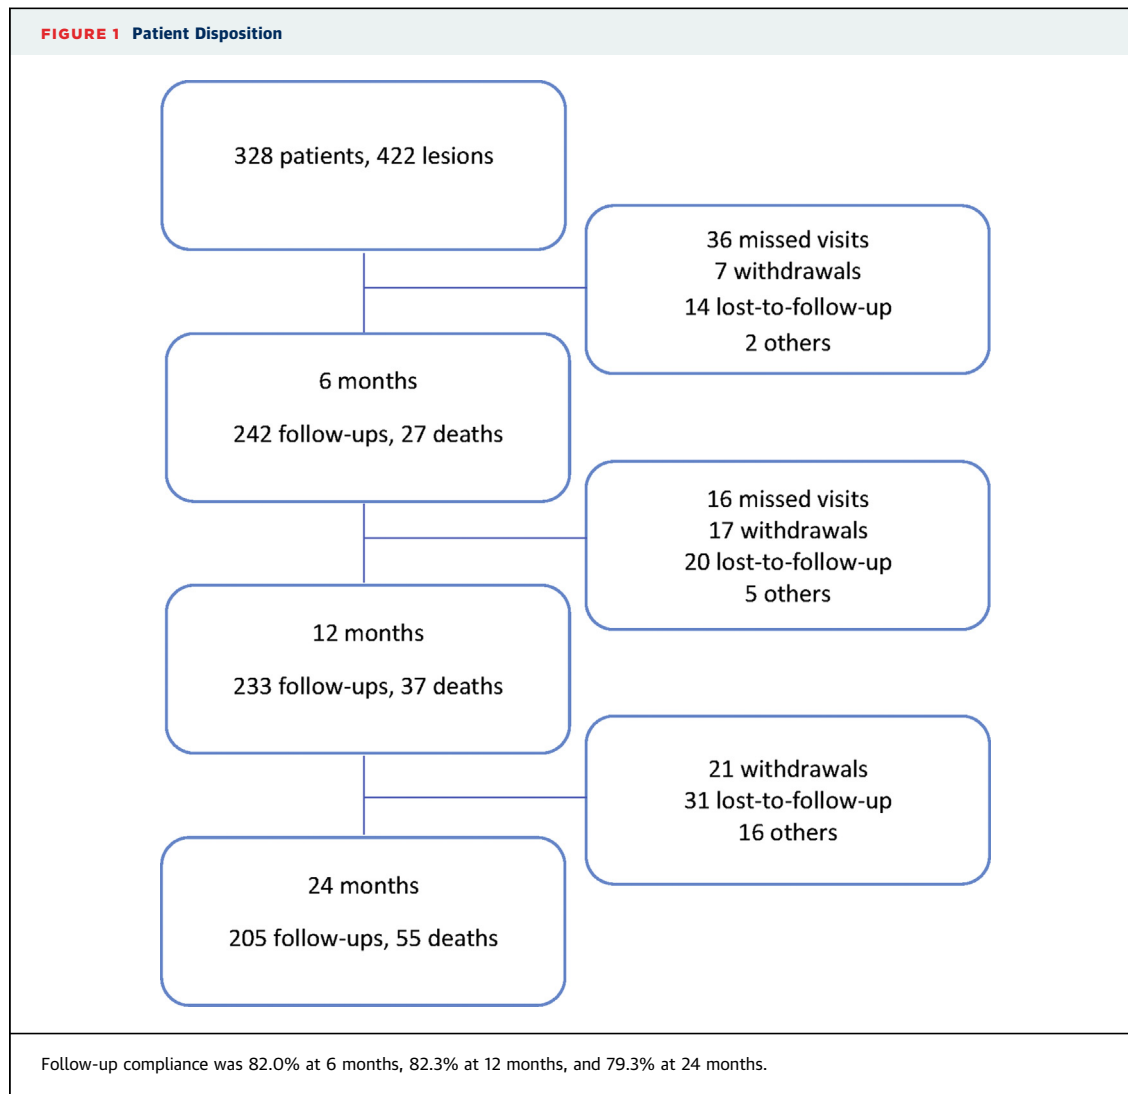 FIGURE 1 Patient Disposition
328 patients, 422 lesions
36 missed visits
7 withdrawals
14 lost-to-follow-up
2 others
6 months
242 follow-ups, 27 deaths
16 missed visits
17 withdrawals
20 lost-to-follow-up
5 others
12 months
233 follow-ups, 37 deaths
21 withdrawals
31 lost-to-follow-up
16 others
24 months
205 follow-ups, 55 deaths
Follow-up compliance was 82.0% at 6 months, 82.3% at 12 months, and 79.3% at 24 months.